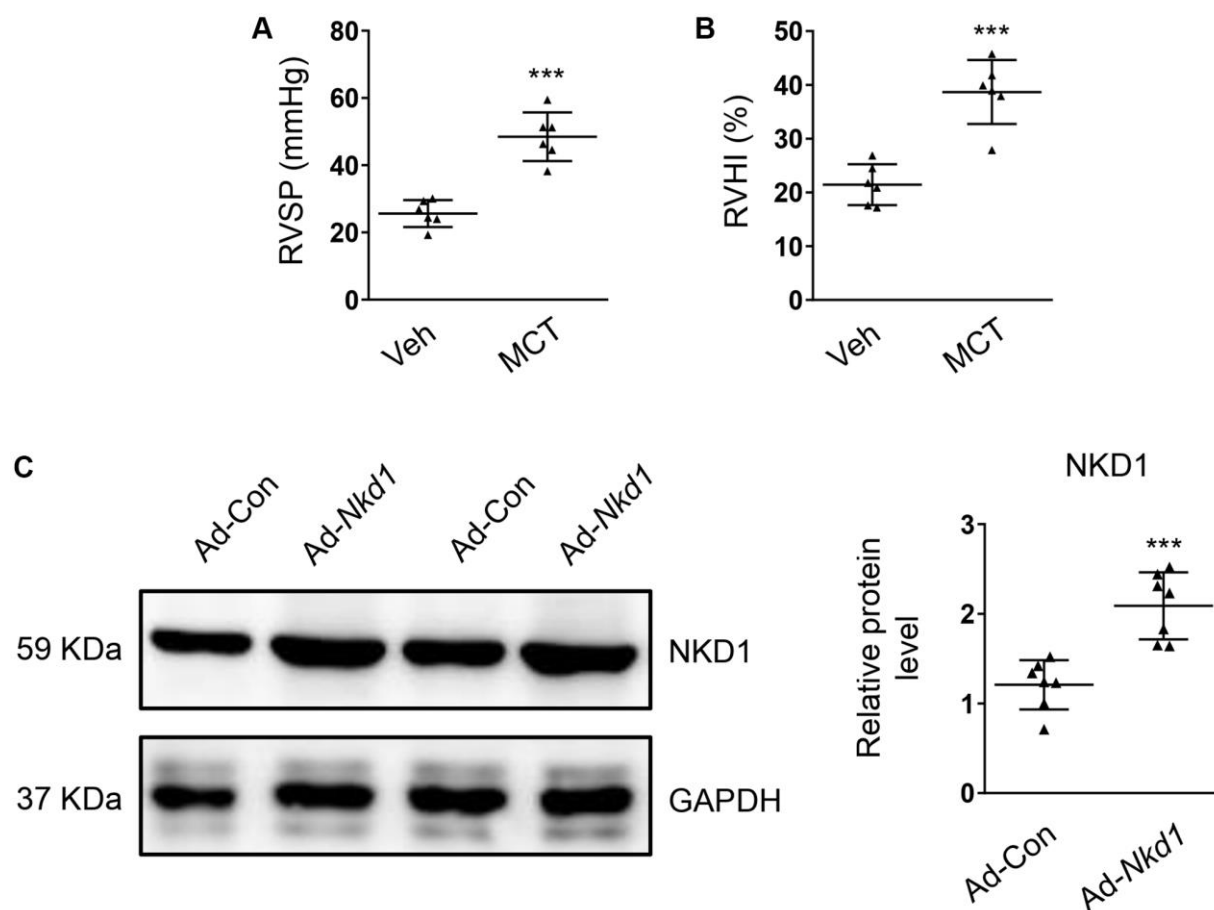 A
RVSP (mmHg)
80
60
40
20
0
***
Veh
MCT
B
RVHI (%)
50
40
30
20
10
0
***
Veh
MCT
C
Ad-Con
Ad-Nkd1
Ad-Con
Ad-Nkd1
59 KDa
NKD1
37 KDa
GAPDH
NKD1
Relative protein
level
3
2
1
0
***
Ad-Con
Ad-Nkd1